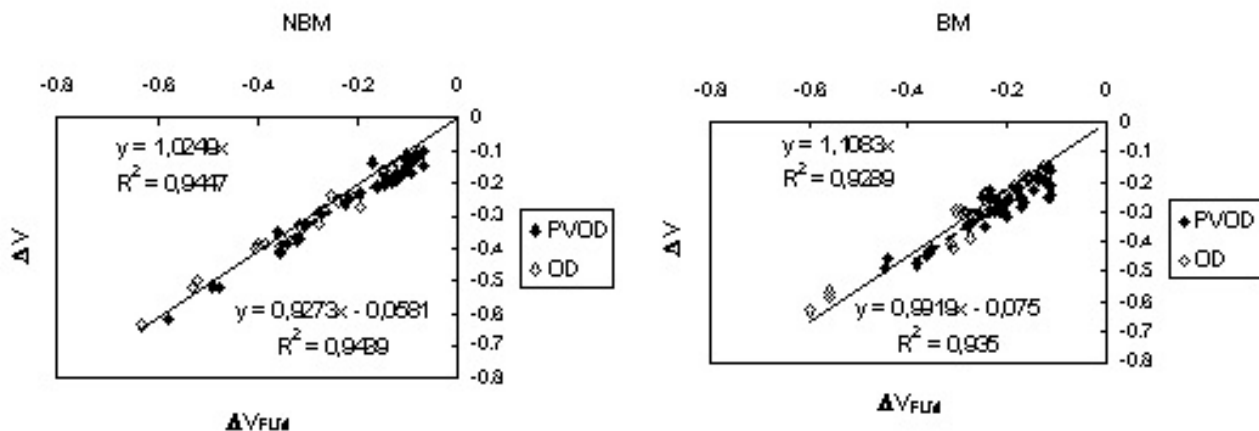 NBM
-0.8 -0.6 -0.4 -0.2 0
0
-0.1
-0.2
-0.3
-0.4
-0.5
-0.6
-0.7
-0.8
y = 1,0249x
R² = 0,9447
y = 0,9273x - 0,0581
R² = 0,9439
ΔV
PVOD
OD
ΔV
BM
-0.8 -0.6 -0.4 -0.2 0
0
-0.1
-0.2
-0.3
-0.4
-0.5
-0.6
-0.7
-0.8
y = 1,1083x
R² = 0,9289
y = 0,9919x - 0,075
R² = 0,935
ΔV
PVOD
OD
ΔV